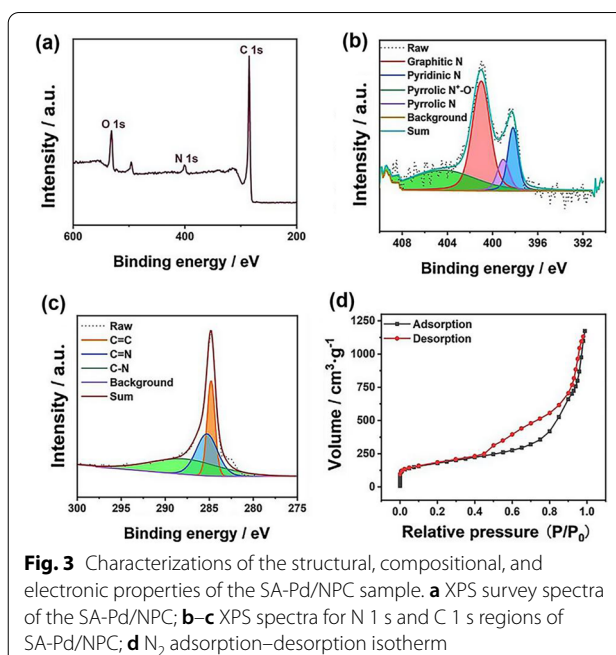 (a)
C 1s
O 1s
N 1s
Intensity / a.u.
600 400 200
Binding energy / eV
(b)
Raw
Graphitic N
Pyridinic N
Pyrrolic N⁺-O⁻
Pyrrolic N
Background
Sum
Intensity / a.u.
408 404 400 396 392
Binding energy / eV
(c)
Raw
C=C
C=N
C-N
Background
Sum
Intensity / a.u.
300 295 290 285 280 275
Binding energy / eV
(d)
Adsorption
Desorption
1250
1000
750
500
250
0
Volume / cm³·g⁻¹
0.0 0.2 0.4 0.6 0.8 1.0
Relative pressure (P/P₀)
Fig. 3 Characterizations of the structural, compositional, and
electronic properties of the SA-Pd/NPC sample. a XPS survey spectra
of the SA-Pd/NPC; b–c XPS spectra for N 1 s and C 1 s regions of
SA-Pd/NPC; d N₂ adsorption–desorption isotherm